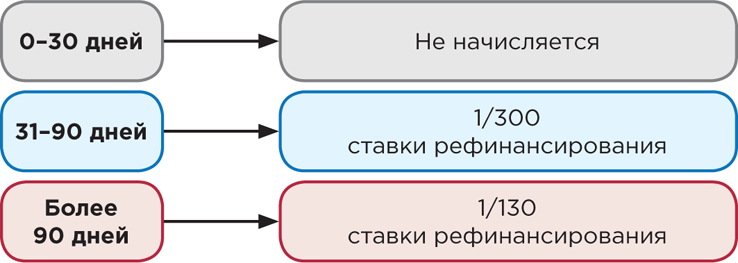 0–30 дней
Не начисляется
31–90 дней
1/300
ставки рефинансирования
Более
90 дней
1/130
ставки рефинансирования